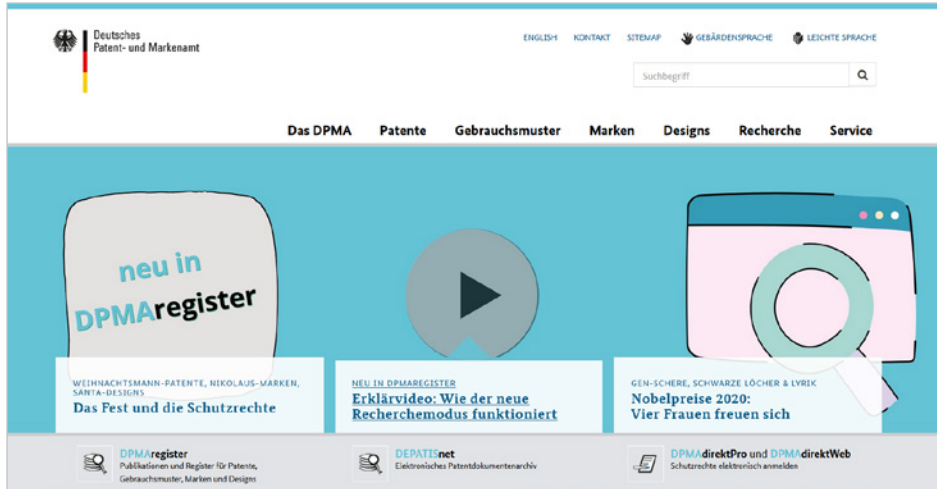 Deutsches
Patent- und Markenamt
ENGLISH KONTAKT SITEMAP GEBÄRDENSPRACHE LEICHTE SPRACHE
Suchbegriff
Das DPMA Patente Gebrauchsmuster Marken Designs Recherche Service
neu in
DPMAregister
WEIHNACHTSMANN-PATENTE, NIKOLAUS-MARKEN,
SANTA-DESIGNS
Das Fest und die Schutzrechte
NEU IN DPMAREGISTER
Erklärvideo: Wie der neue
Recherchemodus funktioniert
GEN-SCHERE, SCHWARZE LÖCHER & LYRIK
Nobelpreise 2020:
Vier Frauen freuen sich
DPMAregister
Publikationen und Register für Patente,
Gebrauchsmuster, Marken und Designs
DEPATISnet
Elektronisches Patentdokumentenarchiv
DPMAdirektPro und DPMAdirektWeb
Schutzrechte elektronisch anmelden